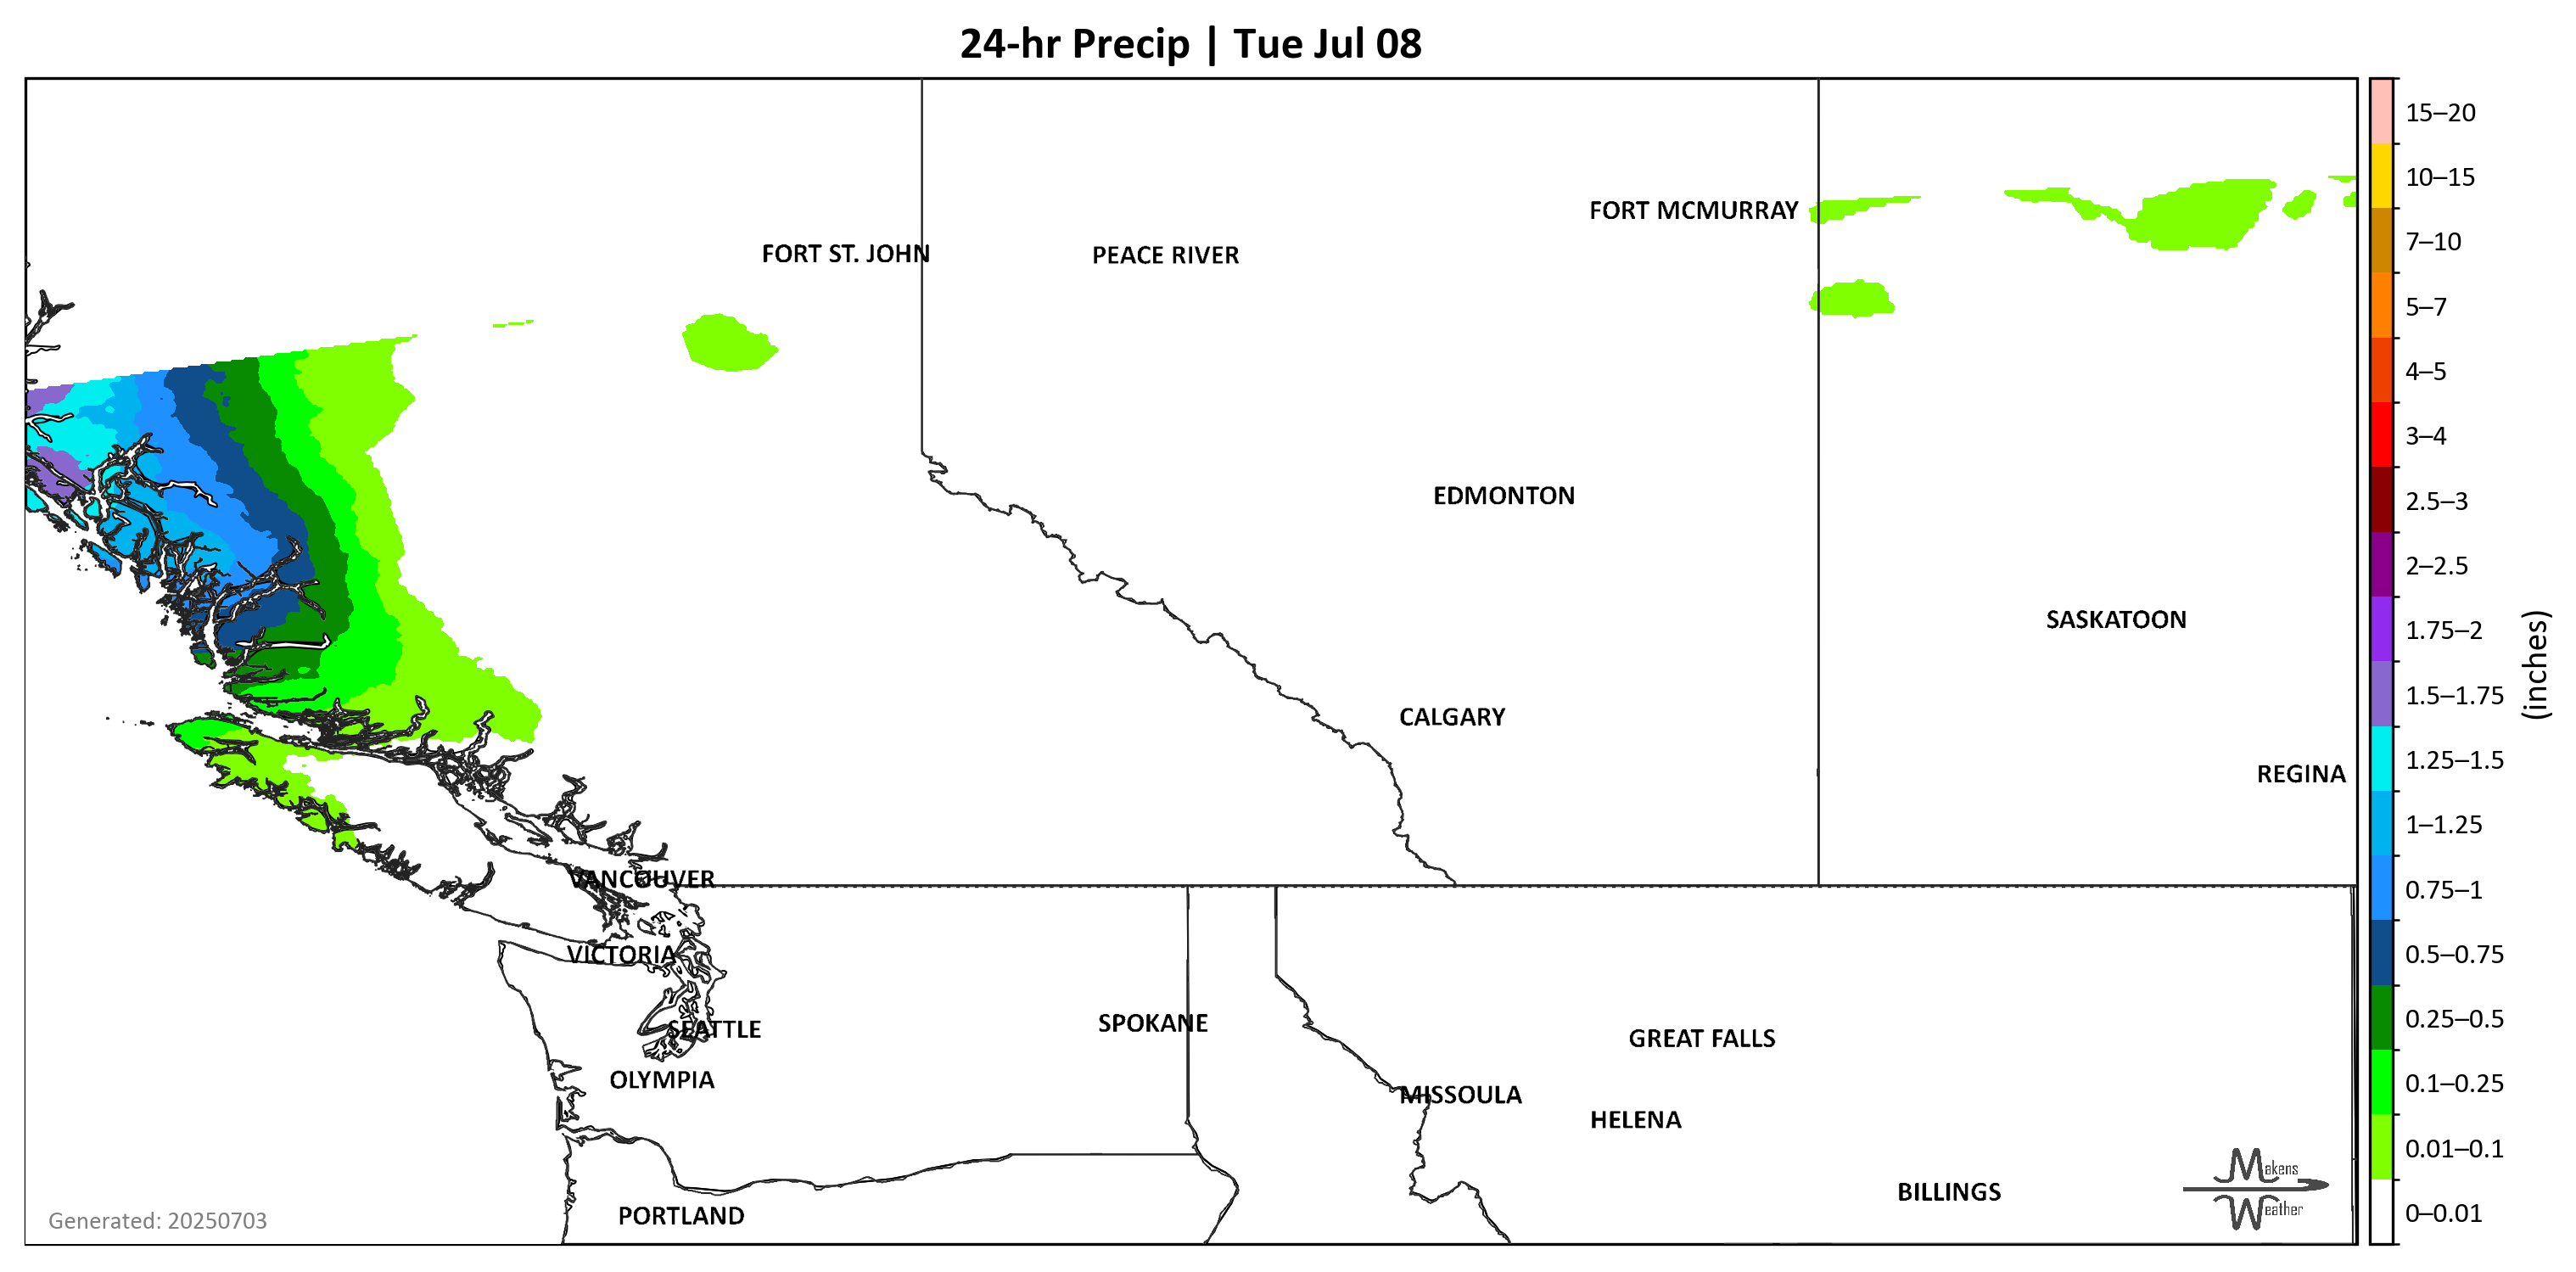 24-hr Precip | Tue Jul 08
15–20
10–15
FORT MCMURRAY
7–10
FORT ST. JOHN
PEACE RIVER
5–7
4–5
3–4
EDMONTON
2.5–3
2–2.5
SASKATOON
1.75–2
(inches)
1.5–1.75
CALGARY
1.25–1.5
REGINA
1–1.25
VANCOUVER
0.75–1
VICTORIA
0.5–0.75
SPOKANE
0.25–0.5
SEATTLE
GREAT FALLS
OLYMPIA
0.1–0.25
MISSOULA
HELENA
0.01–0.1
Makens
Weather
BILLINGS
PORTLAND
0–0.01
Generated: 20250703